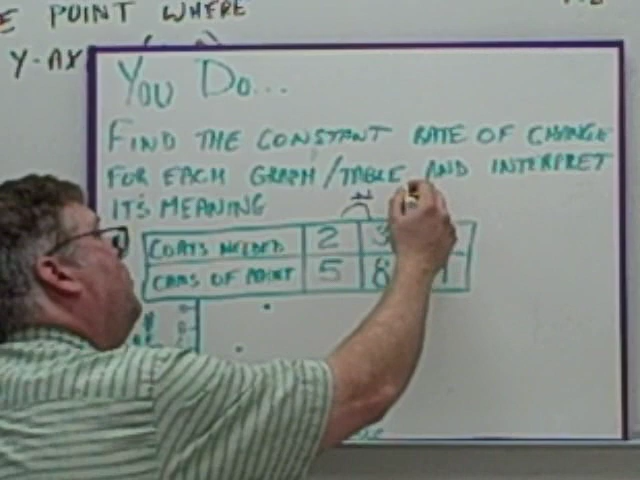 POINT WHERE
Y-AX
YOU DO...
FIND THE CONSTANT RATE OF CHANGE
FOR EACH GRAPH/TABLE AND INTERPRET
IT'S MEANING
COATS NEEDED 2 3
CANS OF PAINT 5 8